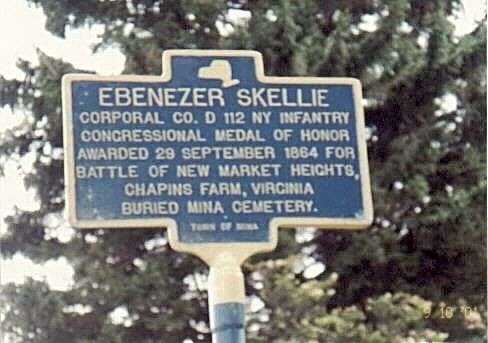 EBENEZER SKELLIE
CORPORAL CO. D 112 NY INFANTRY
CONGRESSIONAL MEDAL OF HONOR
AWARDED 29 SEPTEMBER 1864 FOR
BATTLE OF NEW MARKET HEIGHTS,
CHAPINS FARM, VIRGINIA
BURIED MINA CEMETERY.
TOWN OF MINA
9 10 '01